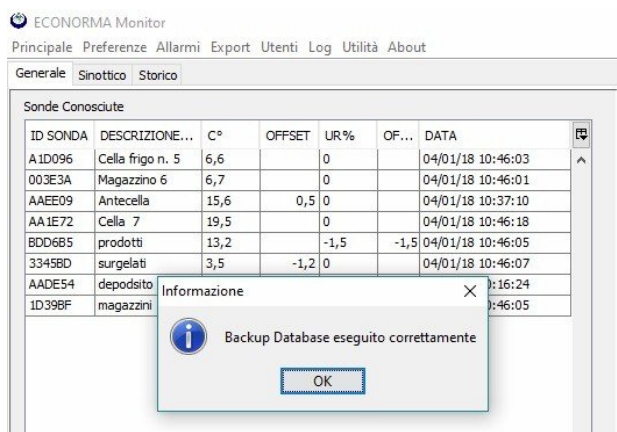 ECONORMA Monitor
Principale Preferenze Allarmi Export Utenti Log Utilità About
Generale Sinottico Storico
Sonde Conosciute
ID SONDA DESCRIZIONE... C° OFFSET UR% OF... DATA
A1D096 Cella frigo n. 5 6,6 0 04/01/18 10:46:03
003E3A Magazzino 6 6,7 0 04/01/18 10:46:01
AAEE09 Antecella 15,6 0,5 0 04/01/18 10:37:10
AA1E72 Cella 7 19,5 0 04/01/18 10:46:18
BDD6B5 prodotti 13,2 -1,5 -1,5 04/01/18 10:46:05
3345BD surgelati 3,5 -1,2 0 04/01/18 10:46:07
AADE54 depodsito :16:24
1D39BF magazzini :46:05
Informazione
Backup Database eseguito correttamente
OK